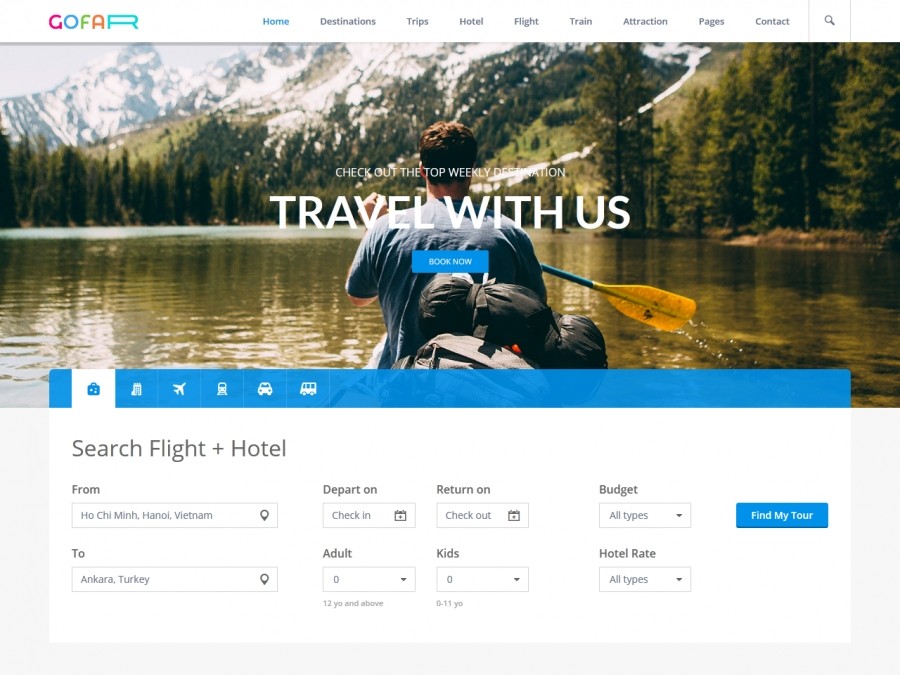 GOFAR
Home Destinations Trips Hotel Flight Train Attraction Pages Contact
CHECK OUT THE TOP WEEKLY DESTINATION
TRAVEL WITH US
BOOK NOW
Search Flight + Hotel
From Depart on Return on Budget
Ho Chi Minh, Hanoi, Vietnam Check in Check out All types Find My Tour
To Adult Kids Hotel Rate
Ankara, Turkey 0 0 All types
12 yo and above 0-11 yo